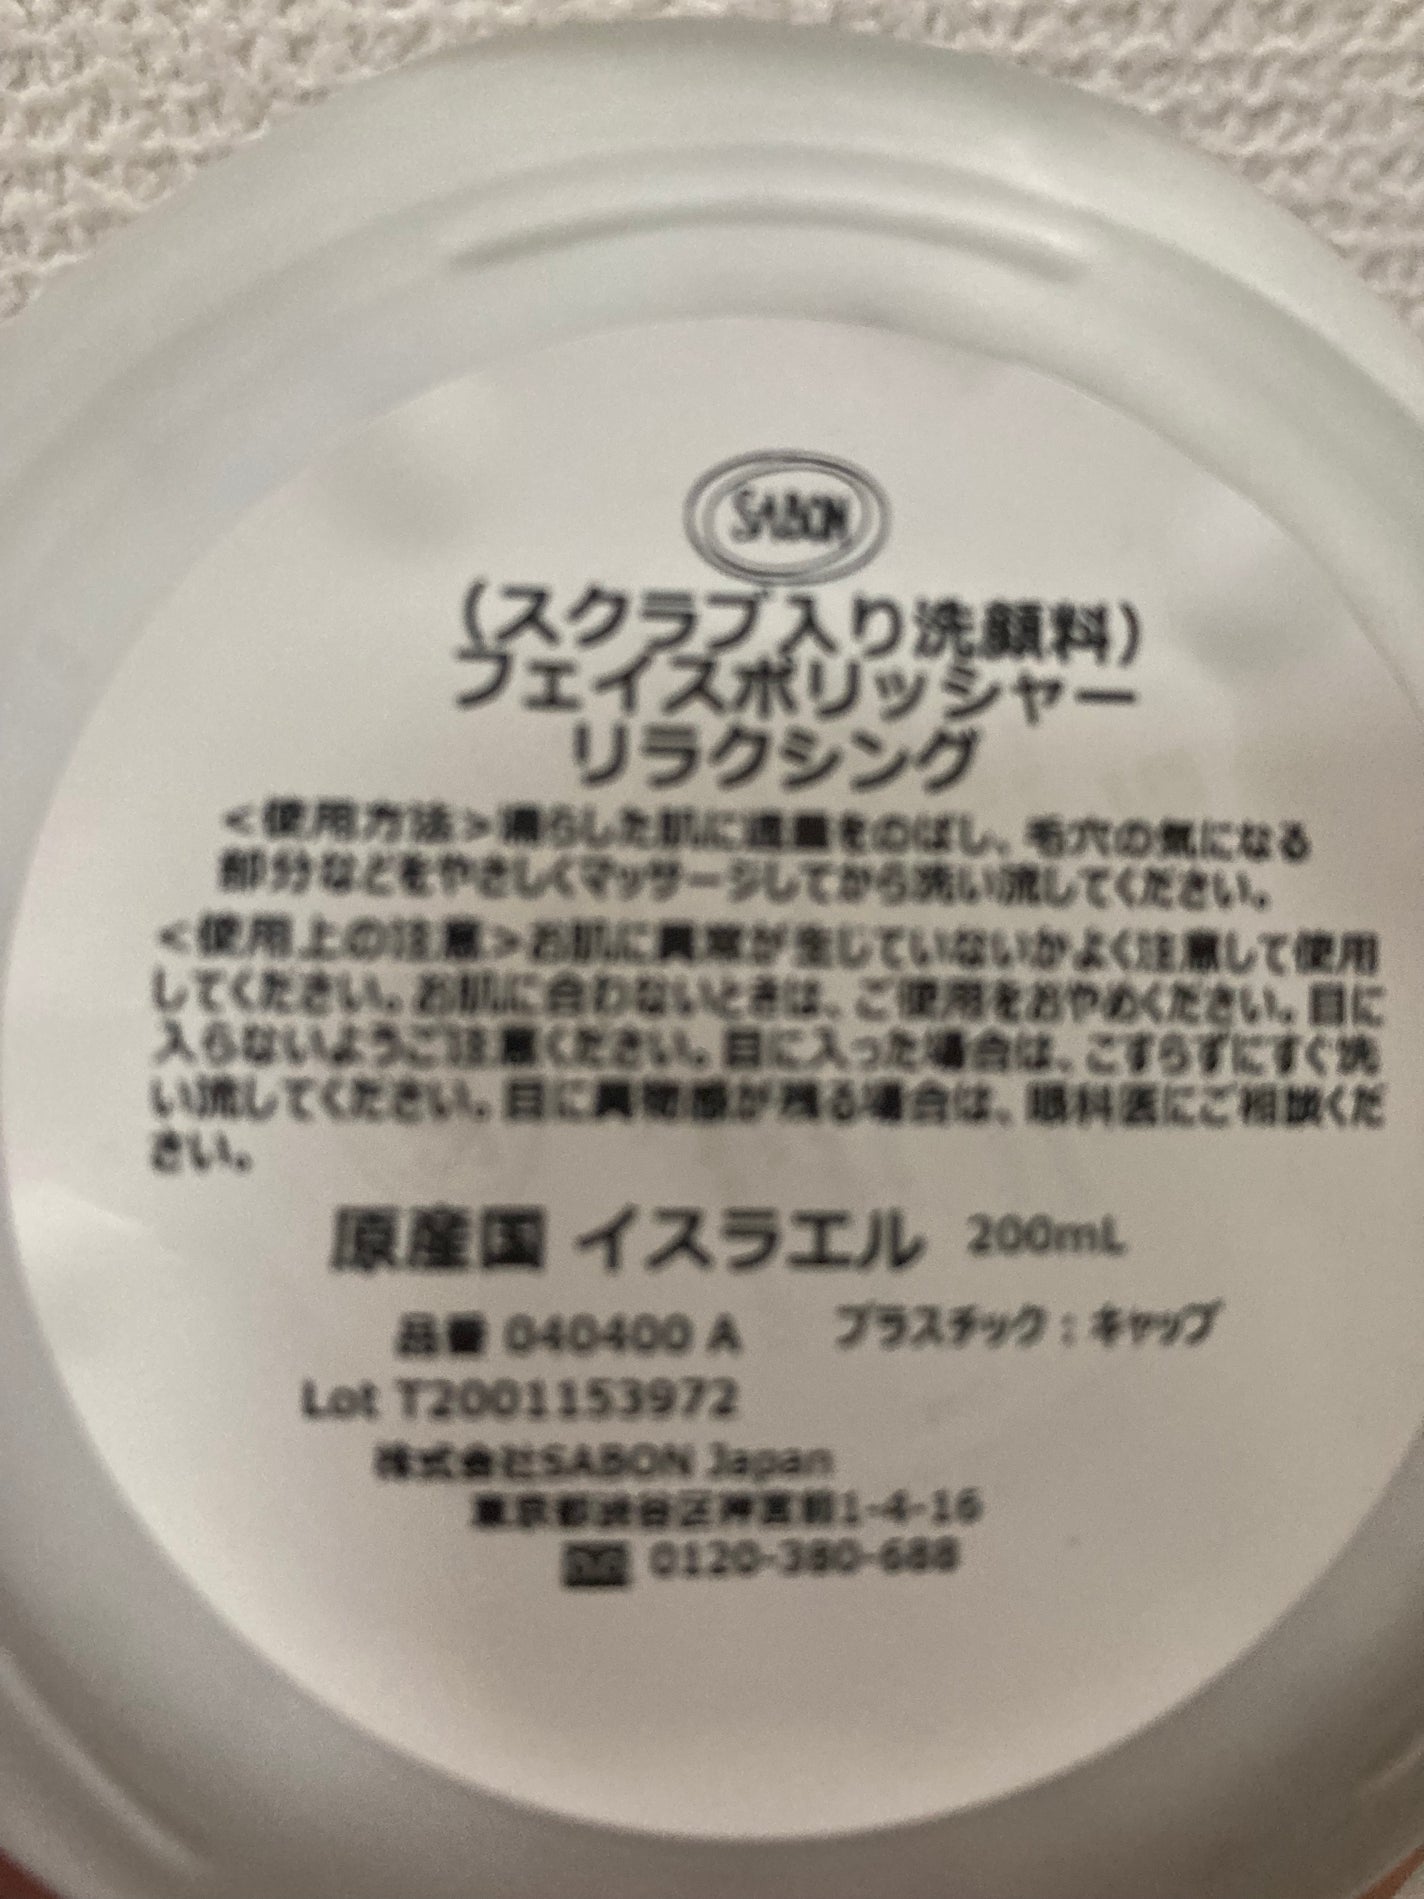 SABON
(スクラブ入り洗顔料)
フェイスポリッシャー
リラクシング
<使用方法>濡らした肌に適量をのばし、毛穴の気になる
部分などをやさしくマッサージしてから洗い流してください。
<使用上の注意>お肌に異常が生じていないかよく注意して使用
してください。お肌に合わないときは、ご使用をおやめください。目に
入らないようご注意ください。目に入った場合は、こすらずにすぐ洗
い流してください。目に異物感が残る場合は、眼科医にご相談くだ
さい。
原産国 イスラエル 200mL
品番 040400 A プラスチック:キャップ
Lot T2001153972
株式会社SABON Japan
東京都渋谷区神宮前1-4-16
0120-380-688